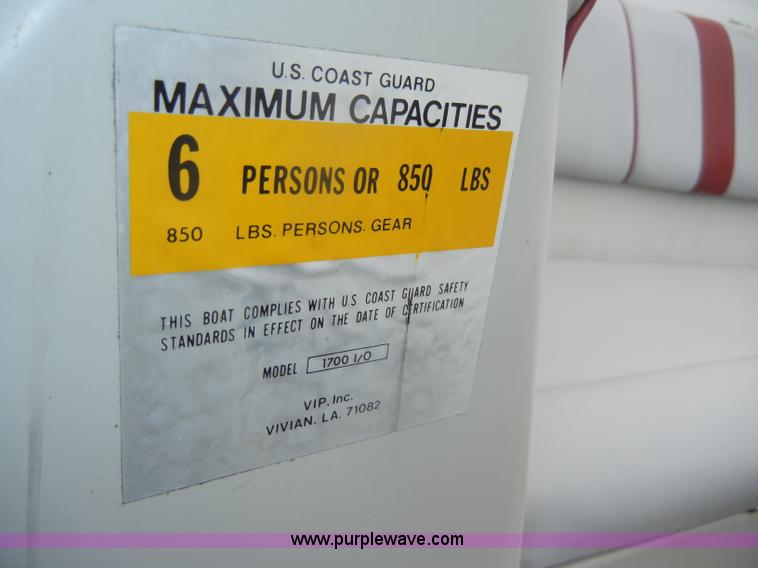 U.S. COAST GUARD
MAXIMUM CAPACITIES
6 PERSONS OR 850 LBS
850 LBS. PERSONS. GEAR
THIS BOAT COMPLIES WITH U.S. COAST GUARD SAFETY
STANDARDS IN EFFECT ON THE DATE OF CERTIFICATION
MODEL 1700 I/O
VIP, Inc.
VIVIAN, LA. 71082
www.purplewave.com